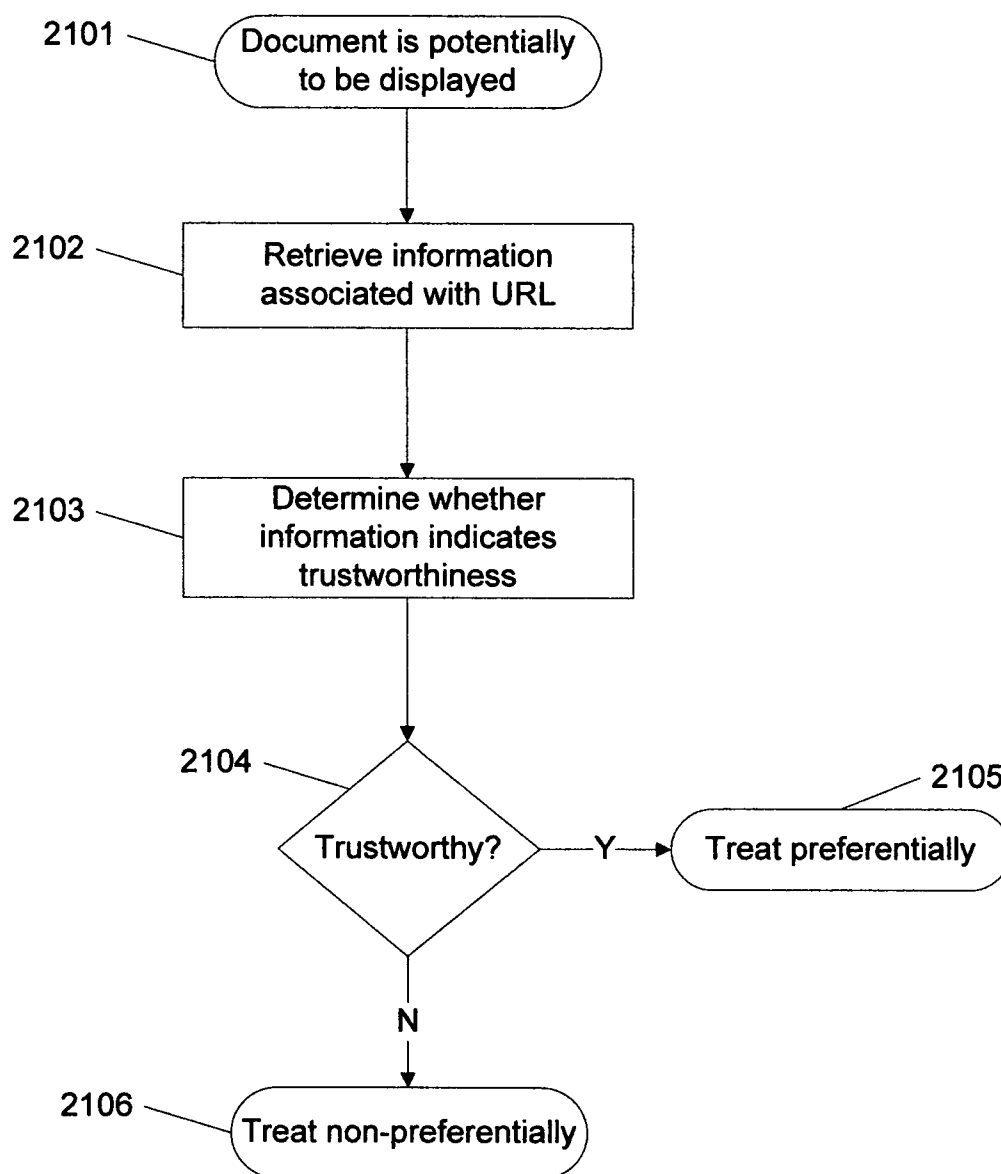 2101
Document is potentially
to be displayed
2102
Retrieve information
associated with URL
2103
Determine whether
information indicates
trustworthiness
2104
Trustworthy?
Y
2105
Treat preferentially
N
2106
Treat non-preferentially